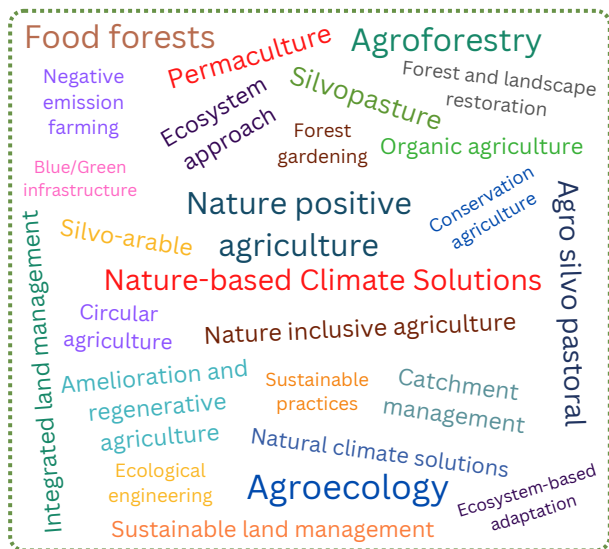 Food forests
Permaculture
Agroforestry
Negative
emission
farming
Ecosystem
approach
Silvopasture
Forest and landscape
restoration
Forest
gardening
Organic agriculture
Blue/Green
infrastructure
Nature positive
agriculture
Conservation
agriculture
Agro silvo pastoral
Silvo-arable
Integrated land management
Nature-based Climate Solutions
Circular
agriculture
Nature inclusive agriculture
Amelioration and
regenerative
agriculture
Sustainable
practices
Catchment
management
Natural climate solutions
Ecological
engineering
Agroecology
Ecosystem-based
adaptation
Sustainable land management